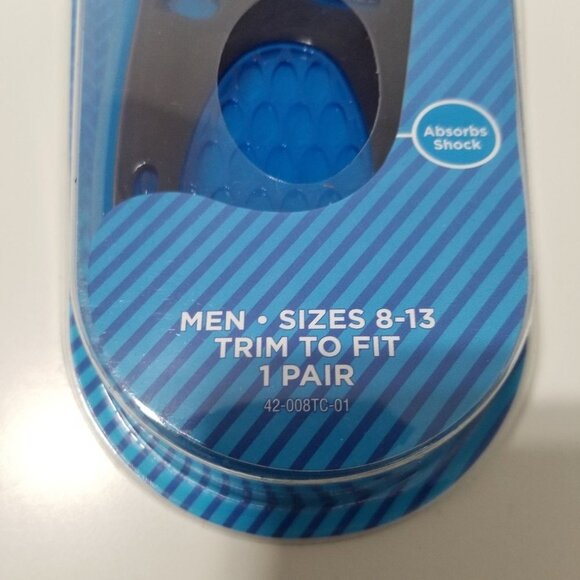 Absorbs
Shock
MEN • SIZES 8-13
TRIM TO FIT
1 PAIR
42-008TC-01